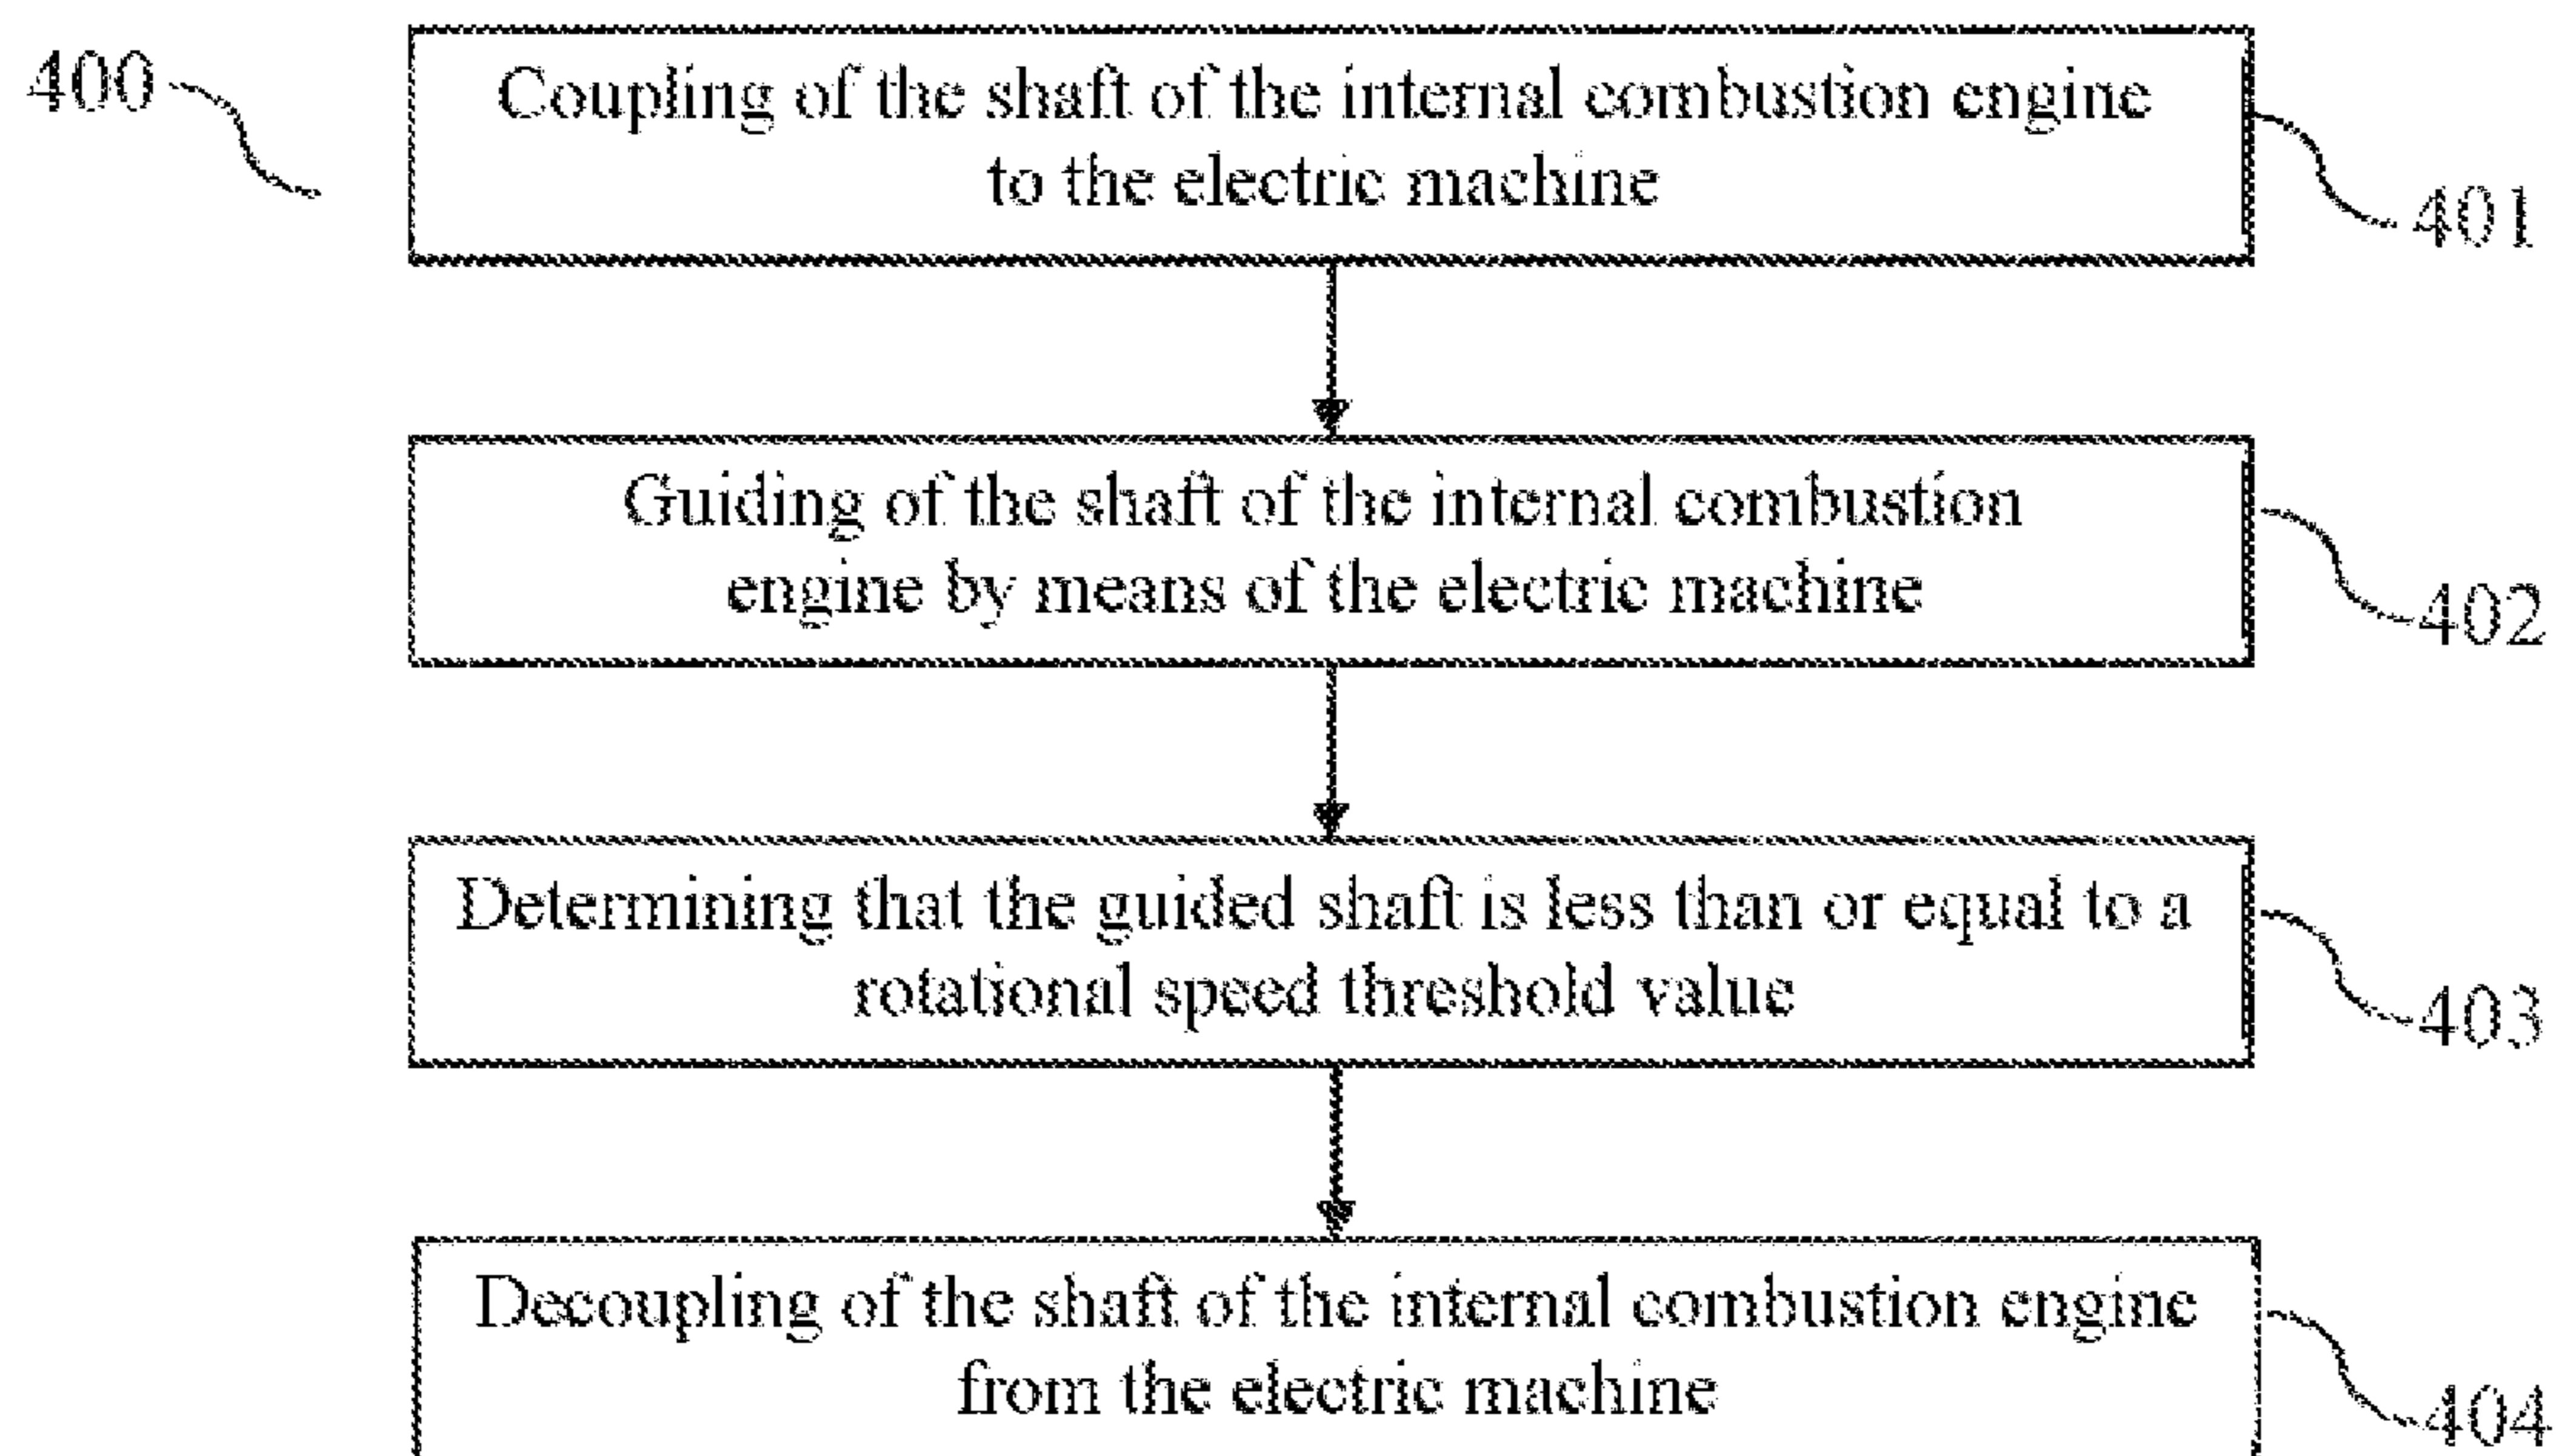 400
Coupling of the shaft of the internal combustion engine
to the electric machine
401
Guiding of the shaft of the internal combustion
engine by means of the electric machine
402
Determining that the guided shaft is less than or equal to a
rotational speed threshold value
403
Decoupling of the shaft of the internal combustion engine
from the electric machine
404